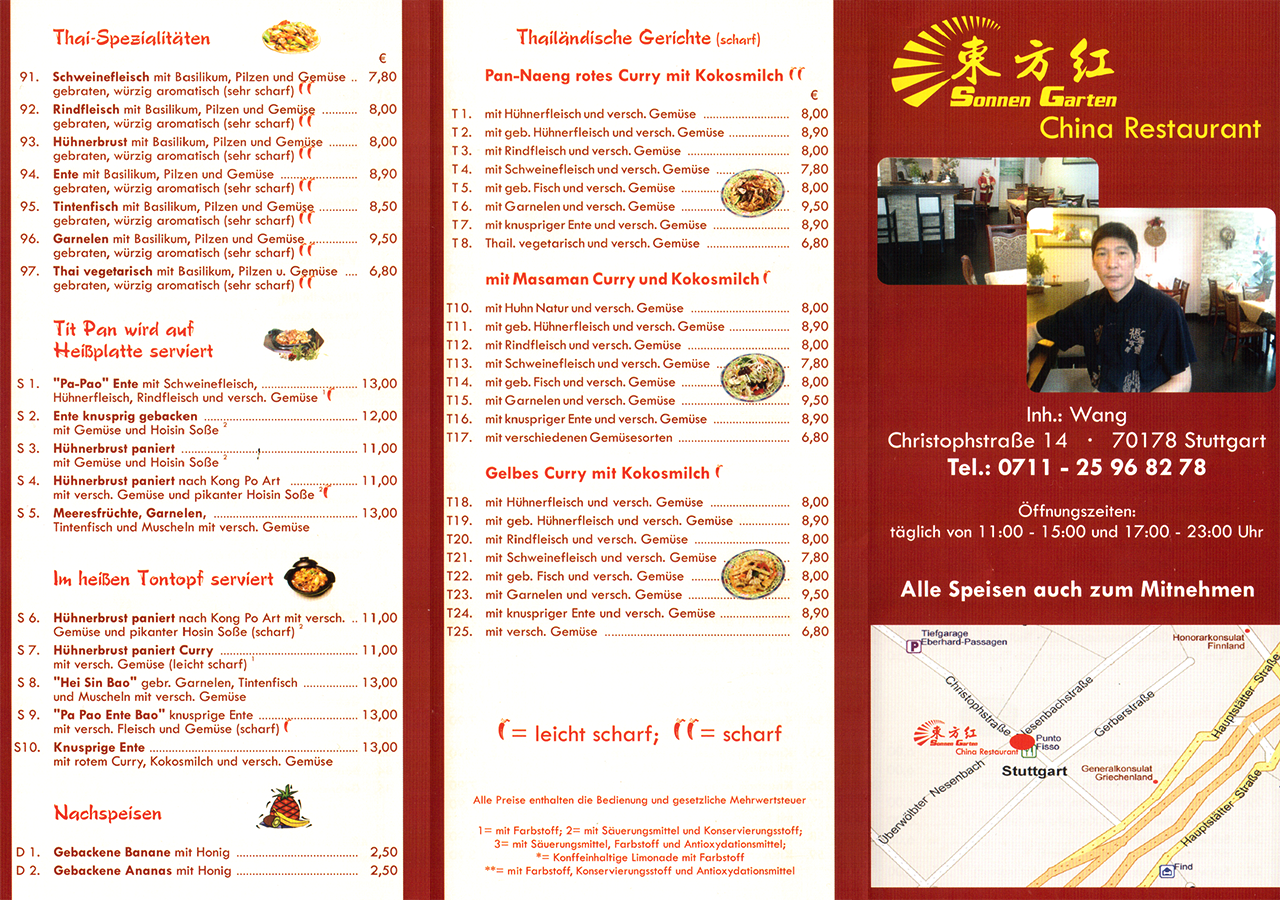 Thai-Spezialitäten
€
91. Schweinefleisch mit Basilikum, Pilzen und Gemüse .. 7,80
gebraten, würzig aromatisch (sehr scharf)
92. Rindfleisch mit Basilikum, Pilzen und Gemüse .......... 8,00
gebraten, würzig aromatisch (sehr scharf)
93. Hühnerbrust mit Basilikum, Pilzen und Gemüse ........ 8,00
gebraten, würzig aromatisch (sehr scharf)
94. Ente mit Basilikum, Pilzen und Gemüse ...................... 8,90
gebraten, würzig aromatisch (sehr scharf)
95. Tintenfisch mit Basilikum, Pilzen und Gemüse ........... 8,50
gebraten, würzig aromatisch (sehr scharf)
96. Garnelen mit Basilikum, Pilzen und Gemüse .............. 9,50
gebraten, würzig aromatisch (sehr scharf)
97. Thai vegetarisch mit Basilikum, Pilzen u. Gemüse .... 6,80
gebraten, würzig aromatisch (sehr scharf)
Tit Pan wird auf
Heißplatte serviert
S 1. "Pa-Pao" Ente mit Schweinefleisch, ........................... 13,00
Hühnerfleisch, Rindfleisch und versch. Gemüse 1
S 2. Ente knusprig gebacken ........................................... 12,00
mit Gemüse und Hoisin Soße 2
S 3. Hühnerbrust paniert ................................................. 11,00
mit Gemüse und Hoisin Soße 2
S 4. Hühnerbrust paniert nach Kong Po Art ................... 11,00
mit versch. Gemüse und pikanter Hoisin Soße 2
S 5. Meeresfrüchte, Garnelen, ........................................ 13,00
Tintenfisch und Muscheln mit versch. Gemüse
Im heißen Tontopf serviert
S 6. Hühnerbrust paniert nach Kong Po Art mit versch. .. 11,00
Gemüse und pikanter Hosin Soße (scharf) 2
S 7. Hühnerbrust paniert Curry ...................................... 11,00
mit versch. Gemüse (leicht scharf) 1
S 8. "Hei Sin Bao" gebr. Garnelen, Tintenfisch ................ 13,00
und Muscheln mit versch. Gemüse
S 9. "Pa Pao Ente Bao" knusprige Ente ............................ 13,00
mit versch. Fleisch und Gemüse (scharf)
S10. Knusprige Ente .......................................................... 13,00
mit rotem Curry, Kokosmilch und versch. Gemüse
Nachspeisen
D 1. Gebackene Banane mit Honig .................................. 2,50
D 2. Gebackene Ananas mit Honig .................................. 2,50
Thailändische Gerichte (scharf)
Pan-Naeng rotes Curry mit Kokosmilch
€
T 1. mit Hühnerfleisch und versch. Gemüse ........................ 8,00
T 2. mit geb. Hühnerfleisch und versch. Gemüse ................. 8,90
T 3. mit Rindfleisch und versch. Gemüse ............................ 8,00
T 4. mit Schweinefleisch und versch. Gemüse ..................... 7,80
T 5. mit geb. Fisch und versch. Gemüse ............................. 8,00
T 6. mit Garnelen und versch. Gemüse .............................. 9,50
T 7. mit knuspriger Ente und versch. Gemüse ..................... 8,90
T 8. Thail. vegetarisch und versch. Gemüse ....................... 6,80
mit Masaman Curry und Kokosmilch
T10. mit Huhn Natur und versch. Gemüse .......................... 8,00
T11. mit geb. Hühnerfleisch und versch. Gemüse ................. 8,90
T12. mit Rindfleisch und versch. Gemüse ............................ 8,00
T13. mit Schweinefleisch und versch. Gemüse ..................... 7,80
T14. mit geb. Fisch und versch. Gemüse ............................. 8,00
T15. mit Garnelen und versch. Gemüse .............................. 9,50
T16. mit knuspriger Ente und versch. Gemüse ..................... 8,90
T17. mit verschiedenen Gemüsesorten ............................... 6,80
Gelbes Curry mit Kokosmilch
T18. mit Hühnerfleisch und versch. Gemüse ....................... 8,00
T19. mit geb. Hühnerfleisch und versch. Gemüse ............... 8,90
T20. mit Rindfleisch und versch. Gemüse ........................... 8,00
T21. mit Schweinefleisch und versch. Gemüse .................... 7,80
T22. mit geb. Fisch und versch. Gemüse ............................ 8,00
T23. mit Garnelen und versch. Gemüse ............................. 9,50
T24. mit knuspriger Ente und versch. Gemüse .................... 8,90
T25. mit versch. Gemüse .................................................... 6,80
= leicht scharf; = scharf
Alle Preise enthalten die Bedienung und gesetzliche Mehrwertsteuer
1= mit Farbstoff; 2= mit Säuerungsmittel und Konservierungsstoff;
3= mit Säuerungsmittel, Farbstoff und Antioxydationsmittel;
*= Konffeinhaltige Limonade mit Farbstoff
**= mit Farbstoff, Konservierungsstoff und Antioxydationsmittel
東方红
Sonnen Garten
China Restaurant
Inh.: Wang
Christophstraße 14 · 70178 Stuttgart
Tel.: 0711 - 25 96 82 78
Öffnungszeiten:
täglich von 11:00 - 15:00 und 17:00 - 23:00 Uhr
Alle Speisen auch zum Mitnehmen
Tiefgarage
P Eberhard-Passagen
Honorarkonsulat
Finnland
Christophstraße
Nesenbachstraße
Gerberstraße
Hauptstätter Straße
東方红
Sonnen Garten
China Restaurant
Punto
Fisso
Stuttgart
Generalkonsulat
Griechenland
Überwölbter Nesenbach
Hauptstätter Straße
Find